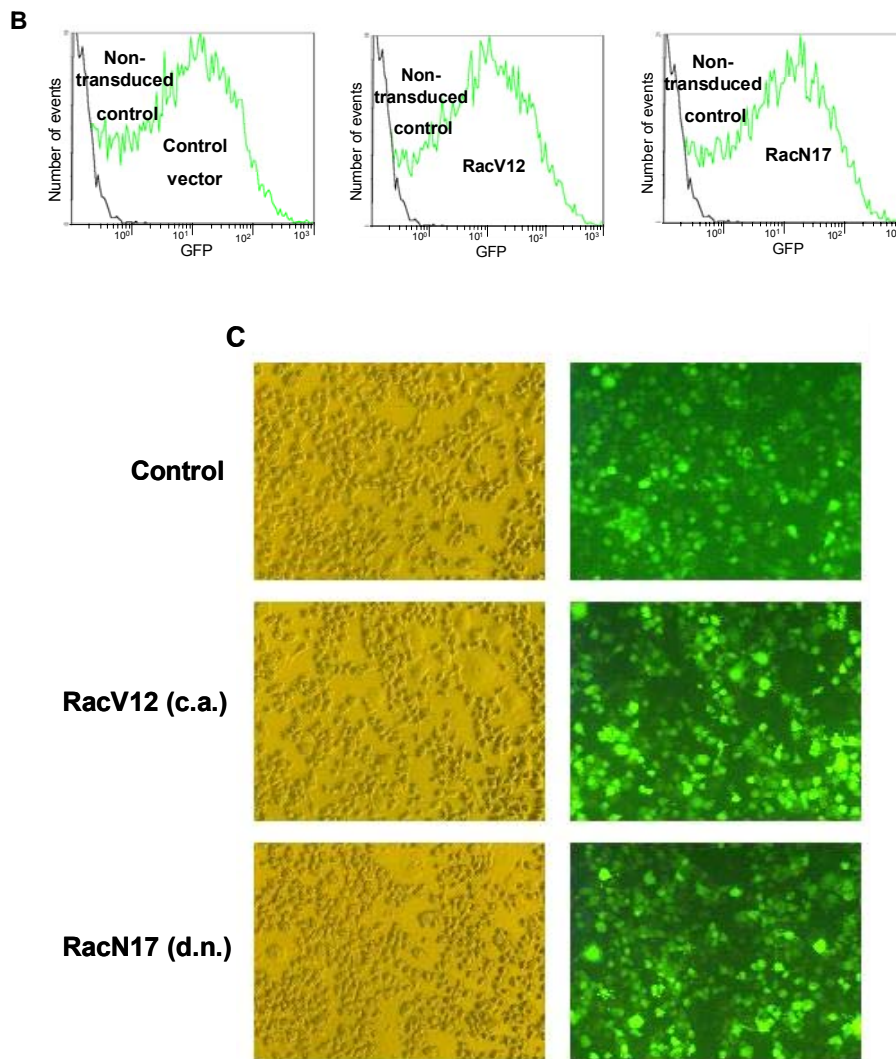 B
Number of events
Non-
transduced
control
Control
vector
10⁰ 10¹ 10² 10³
GFP
Number of events
Non-
transduced
control
RacV12
10⁰ 10¹ 10² 10³
GFP
Number of events
Non-
transduced
control
RacN17
10⁰ 10¹ 10²
GFP
C
Control
RacV12 (c.a.)
RacN17 (d.n.)